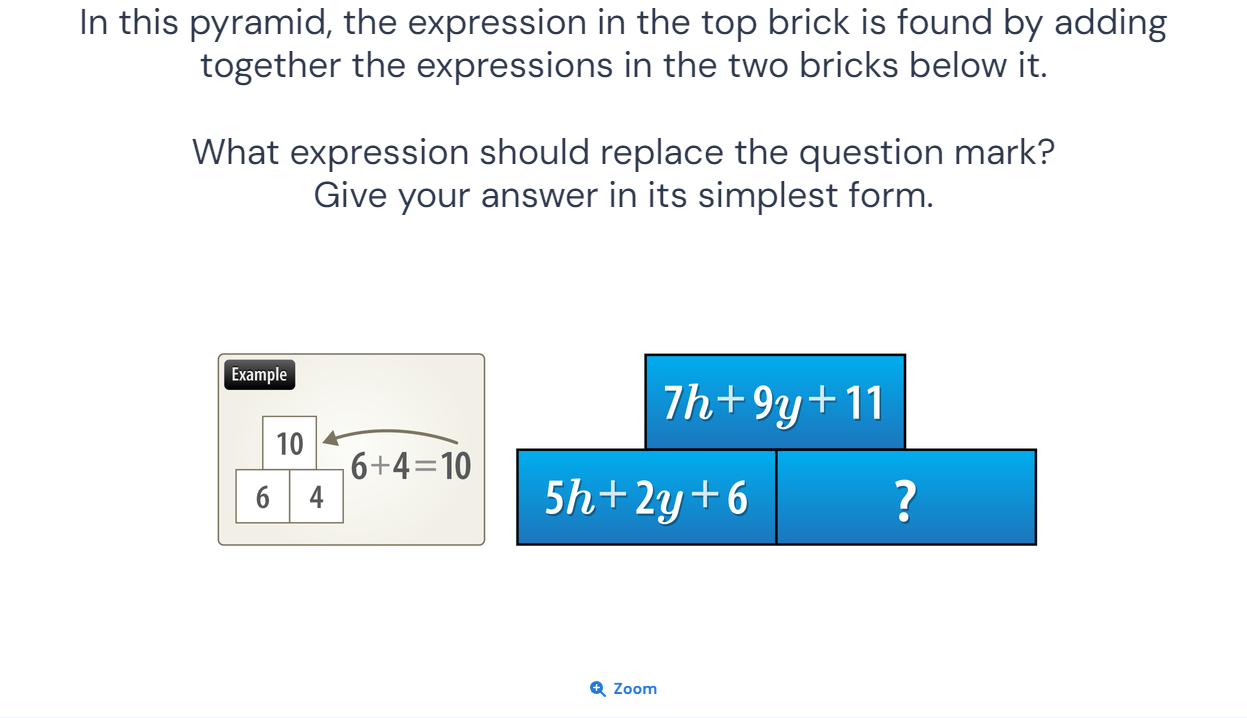 In this pyramid, the expression in the top brick is found by adding
together the expressions in the two bricks below it.
What expression should replace the question mark?
Give your answer in its simplest form.
Example
10
6+4=10
6 4
7h+9y+11
5h+2y+6
?
Zoom